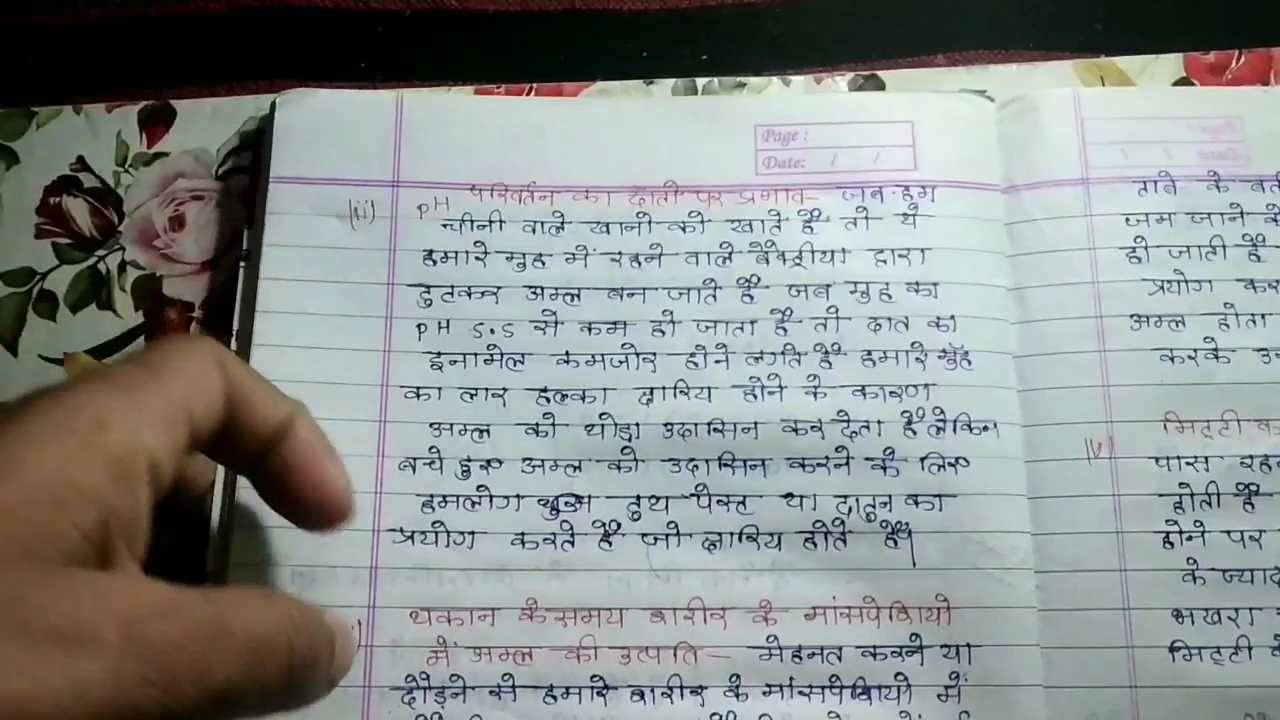 Page:
Date: / /
(iii) pH परिवर्तन का दातो पर प्रभाव- जब हम
चीनी वाले खानो को खाते है तो ये
हमारे मुह में रहने वाले बेक्ट्रीया द्वारा
टुटकर अम्ल बन जाते है जब मुह का
pH 5.5 से कम हो जाता है तो दात का
इनामेल कमजोर होने लगते है हमारे मुँह
का लार हल्का क्षारिय होने के कारण
अम्ल को थोडा उदासिन कर देता है लेकिन
बचे हुए अम्ल को उदासिन करने के लिए
हमलोग टुथ पेस्ट या दातुन का
प्रयोग करते है जो क्षारिय होते है।
थकान के समय शरीर के मांसपेशियो
में अम्ल की उत्पति - मेहनत करने या
दौड़ने से हमारे शरीर के मांसपेशियो में
ताबे के
जम जाने
हो जाती है
प्रयोग
अम्ल होता
करके
(v) मिट्टी
पास
होती है
होने पर
के
भखरा
मिट्टी